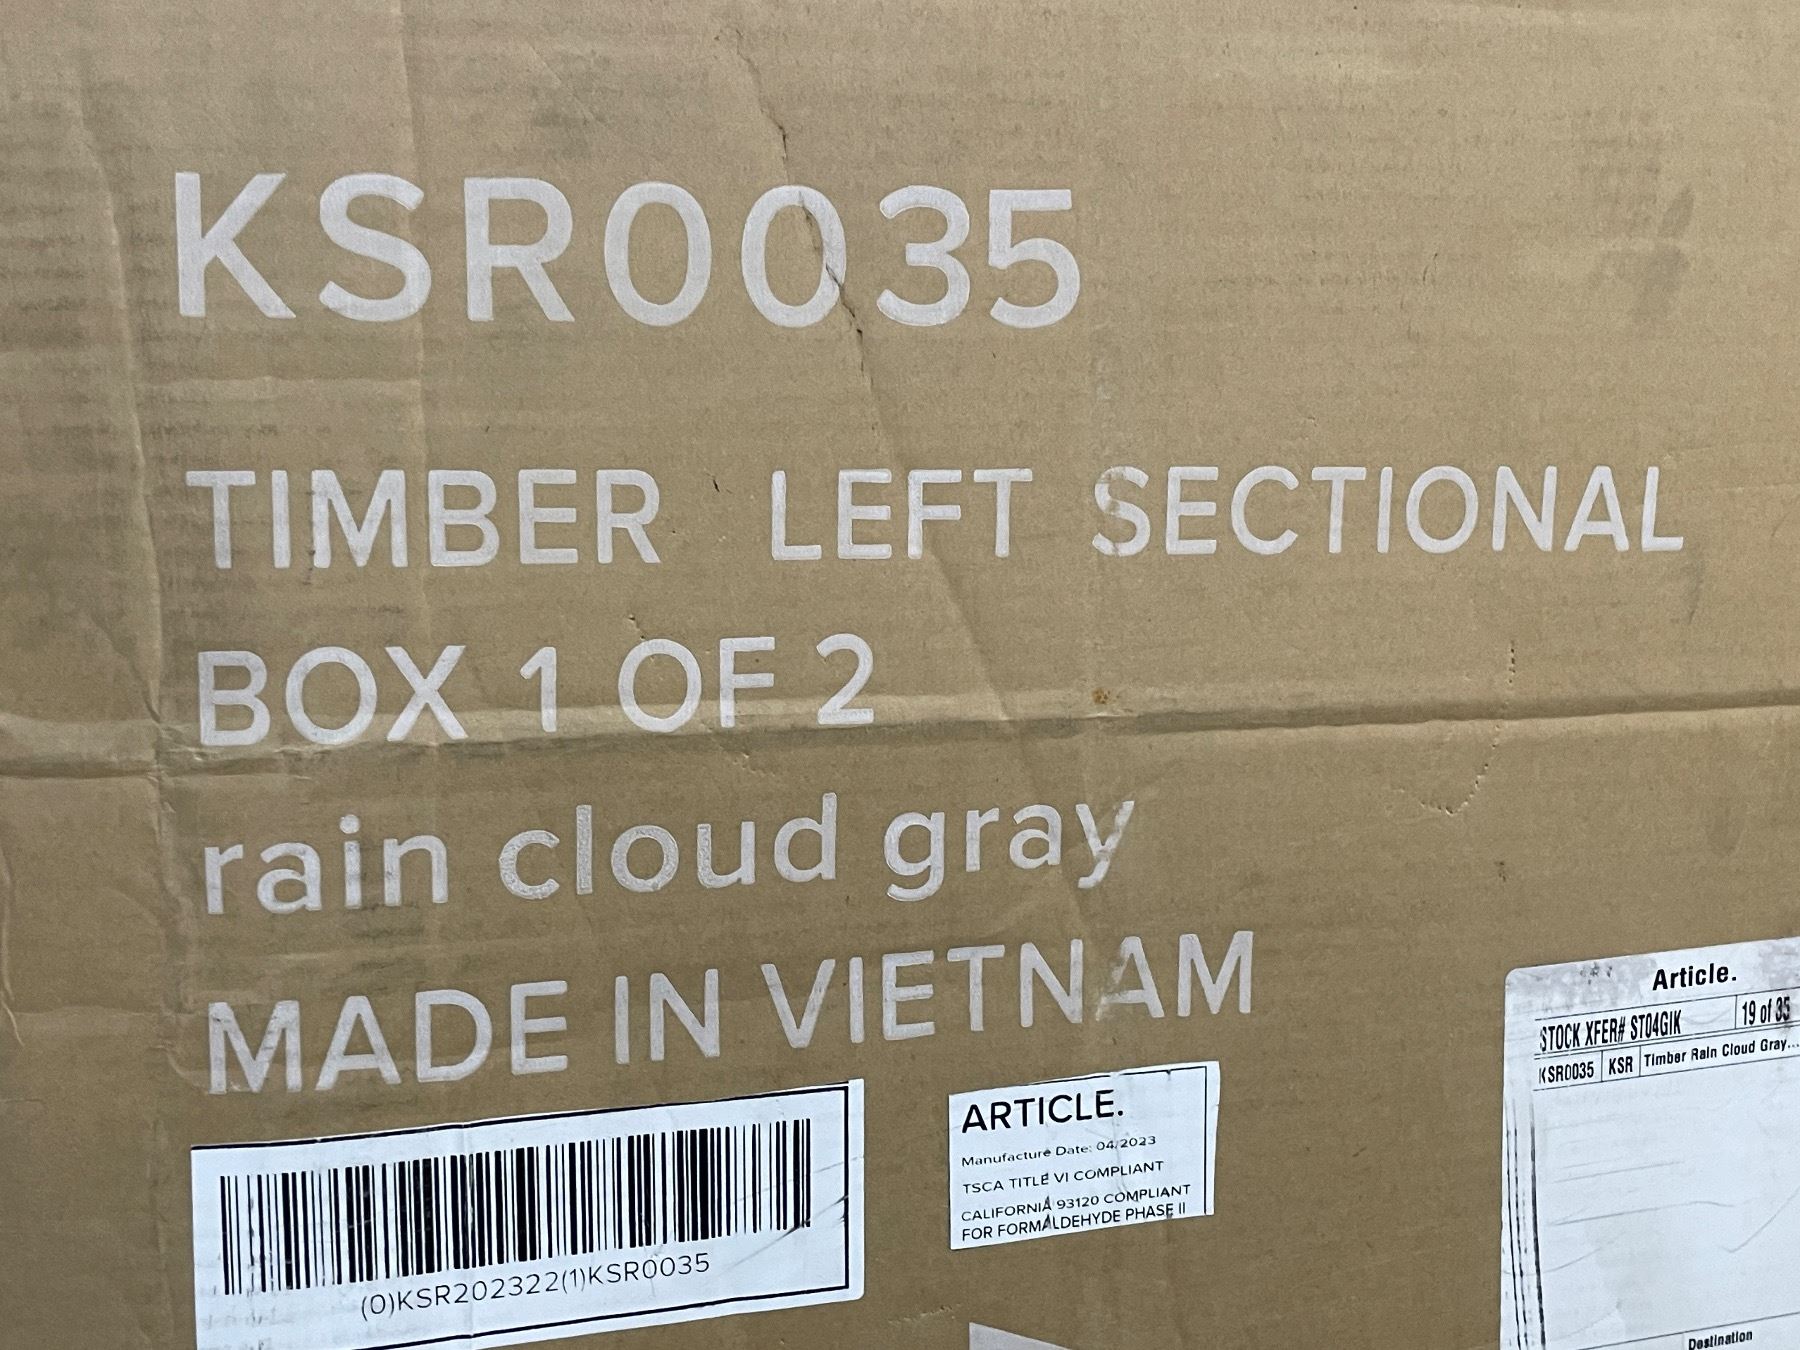 KSR0035
TIMBER LEFT SECTIONAL
BOX 1 OF 2
rain cloud gray
MADE IN VIETNAM
(0)KSR202322(1)KSR0035
ARTICLE.
Manufacture Date: 04/2023
TSCA TITLE VI COMPLIANT
CALIFORNIA 93120 COMPLIANT
FOR FORMALDEHYDE PHASE II
Article.
STOCK XFER# ST04GIK 19 of 35
KSR0035 KSR Timber Rain Cloud Gray...
Destination